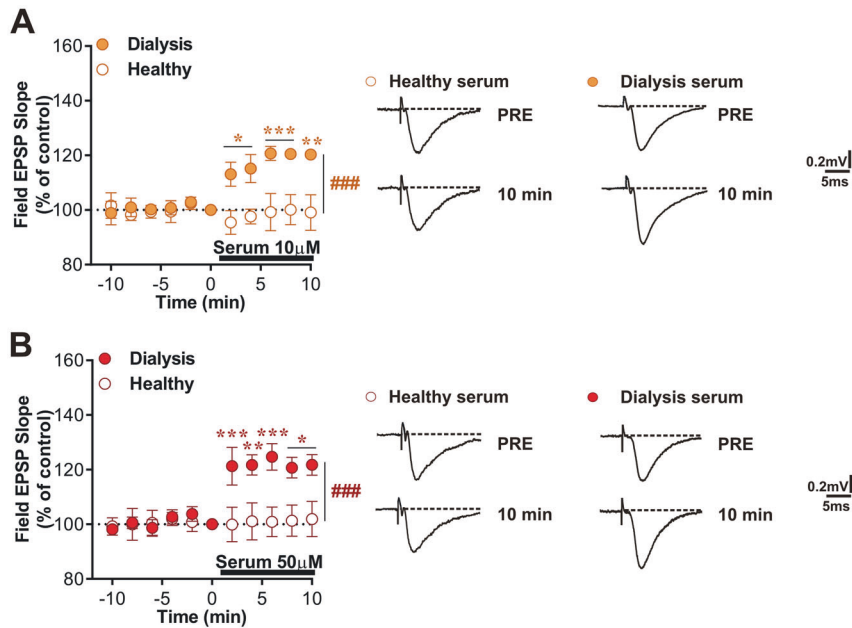 A
160
140
120
100
80
Field EPSP Slope
(% of control)
Dialysis
Healthy
*
***
**
###
Serum 10μM
-10
-5
0
5
10
Time (min)
Healthy serum
PRE
10 min
Dialysis serum
PRE
10 min
0.2mV
5ms
B
160
140
120
100
80
Field EPSP Slope
(% of control)
Dialysis
Healthy
***
**
***
*
###
Serum 50μM
-10
-5
0
5
10
Time (min)
Healthy serum
PRE
10 min
Dialysis serum
PRE
10 min
0.2mV
5ms